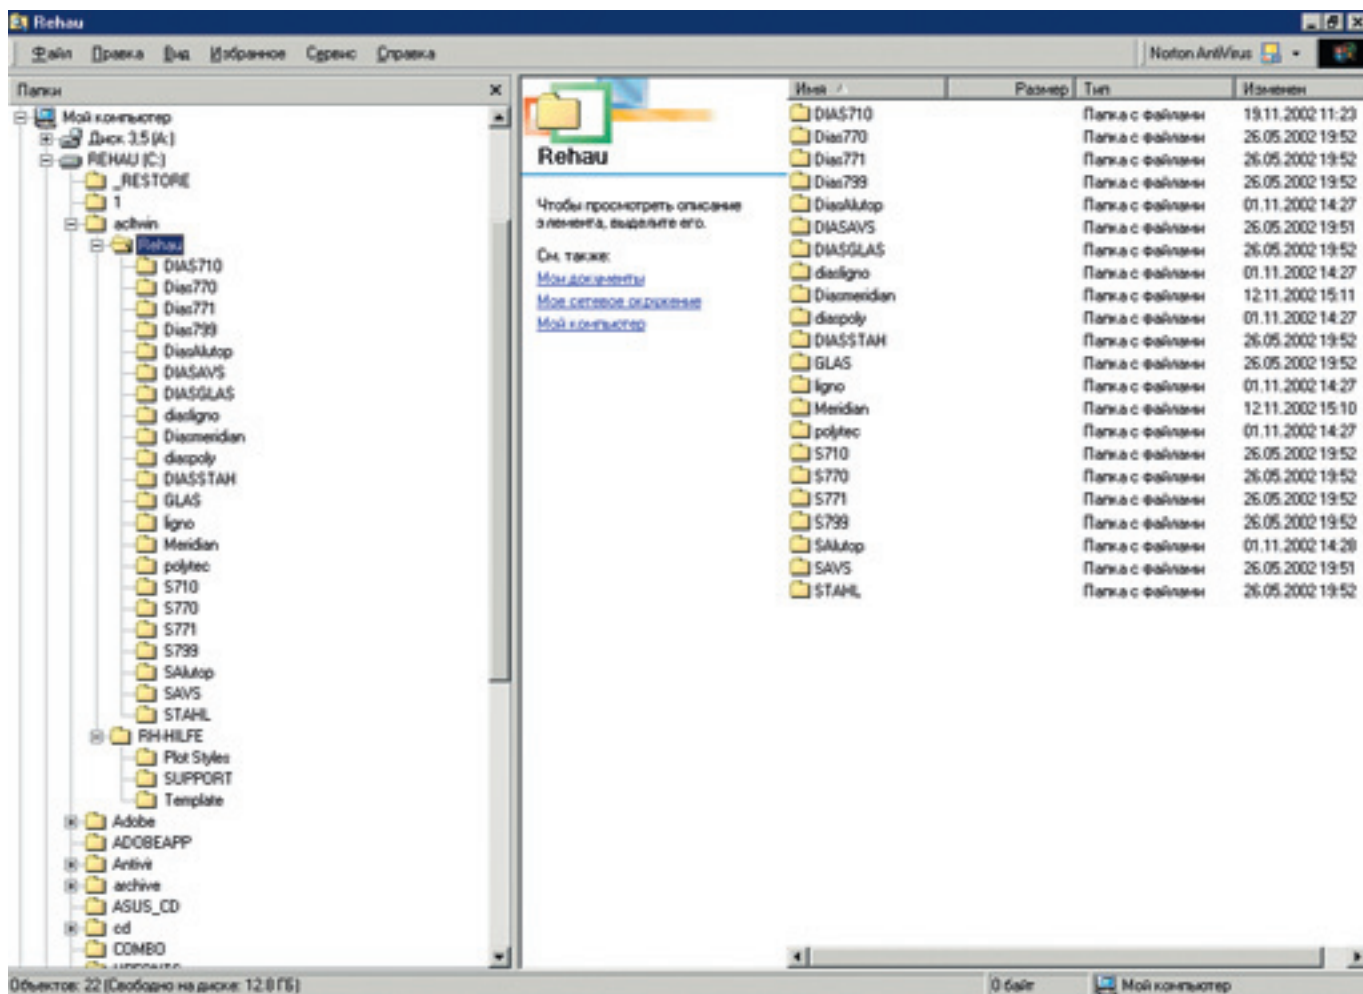 Rehau
Файл Правка Вид Избранное Сервис Справка
Norton AntiVirus
Папки
Мой компьютер
Диск 3,5 (A:)
REHAU (C:)
_RESTORE
1
acltwin
Rehau
DIAS710
Dias770
Dias771
Dias799
DiasAlutop
DIASAVS
DIASGLAS
diasligno
Diasmeridian
diaspoly
DIASSTAH
GLAS
ligno
Meridian
polytec
S710
S770
S771
S799
SAlutop
SAVS
STAHL
RH-HILFE
Plot Styles
SUPPORT
Template
Adobe
ADOBEAPP
Antivir
archive
ASUS_CD
cd
COMBO
Rehau
Чтобы просмотреть описание
элемента, выделите его.
См. также:
Мои документы
Мое сетевое окружение
Мой компьютер
Имя Размер Тип Изменен
DIAS710 Папка с файлами 19.11.2002 11:23
Dias770 Папка с файлами 26.05.2002 19:52
Dias771 Папка с файлами 26.05.2002 19:52
Dias799 Папка с файлами 26.05.2002 19:52
DiasAlutop Папка с файлами 01.11.2002 14:27
DIASAVS Папка с файлами 26.05.2002 19:51
DIASGLAS Папка с файлами 26.05.2002 19:52
diasligno Папка с файлами 01.11.2002 14:27
Diasmeridian Папка с файлами 12.11.2002 15:11
diaspoly Папка с файлами 01.11.2002 14:27
DIASSTAH Папка с файлами 26.05.2002 19:52
GLAS Папка с файлами 26.05.2002 19:52
ligno Папка с файлами 01.11.2002 14:27
Meridian Папка с файлами 12.11.2002 15:10
polytec Папка с файлами 01.11.2002 14:27
S710 Папка с файлами 26.05.2002 19:52
S770 Папка с файлами 26.05.2002 19:52
S771 Папка с файлами 26.05.2002 19:52
S799 Папка с файлами 26.05.2002 19:52
SAlutop Папка с файлами 01.11.2002 14:28
SAVS Папка с файлами 26.05.2002 19:51
STAHL Папка с файлами 26.05.2002 19:52
Объектов: 22 (Свободно на диске: 12.8 ГБ) 0 байт Мой компьютер